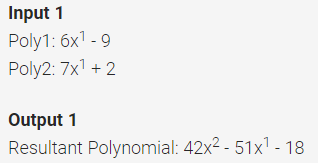 Input 1
Poly1: 6x¹ - 9
Poly2: 7x¹ + 2
Output 1
Resultant Polynomial: 42x² - 51x¹ - 18